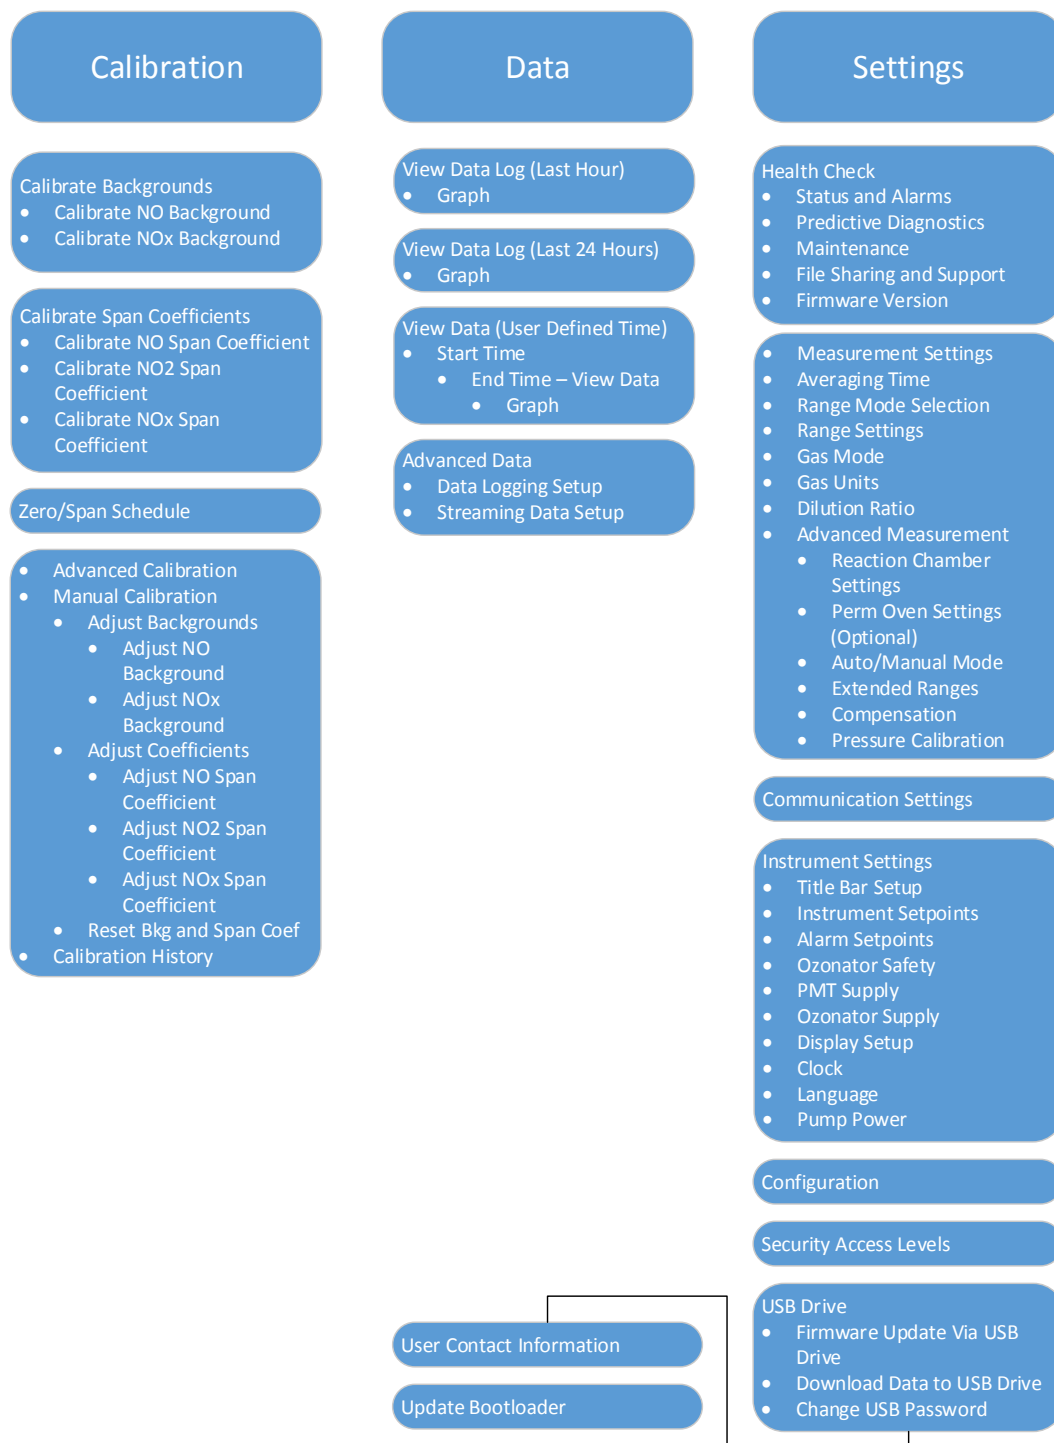 Calibration
Calibrate Backgrounds
• Calibrate NO Background
• Calibrate NOx Background
Calibrate Span Coefficients
• Calibrate NO Span Coefficient
• Calibrate NO2 Span
Coefficient
• Calibrate NOx Span
Coefficient
Zero/Span Schedule
• Advanced Calibration
• Manual Calibration
• Adjust Backgrounds
• Adjust NO
Background
• Adjust NOx
Background
• Adjust Coefficients
• Adjust NO Span
Coefficient
• Adjust NO2 Span
Coefficient
• Adjust NOx Span
Coefficient
• Reset Bkg and Span Coef
• Calibration History
Data
View Data Log (Last Hour)
• Graph
View Data Log (Last 24 Hours)
• Graph
View Data (User Defined Time)
• Start Time
• End Time – View Data
• Graph
Advanced Data
• Data Logging Setup
• Streaming Data Setup
Settings
Health Check
• Status and Alarms
• Predictive Diagnostics
• Maintenance
• File Sharing and Support
• Firmware Version
• Measurement Settings
• Averaging Time
• Range Mode Selection
• Range Settings
• Gas Mode
• Gas Units
• Dilution Ratio
• Advanced Measurement
• Reaction Chamber
Settings
• Perm Oven Settings
(Optional)
• Auto/Manual Mode
• Extended Ranges
• Compensation
• Pressure Calibration
Communication Settings
Instrument Settings
• Title Bar Setup
• Instrument Setpoints
• Alarm Setpoints
• Ozonator Safety
• PMT Supply
• Ozonator Supply
• Display Setup
• Clock
• Language
• Pump Power
Configuration
Security Access Levels
USB Drive
• Firmware Update Via USB
Drive
• Download Data to USB Drive
• Change USB Password
User Contact Information
Update Bootloader